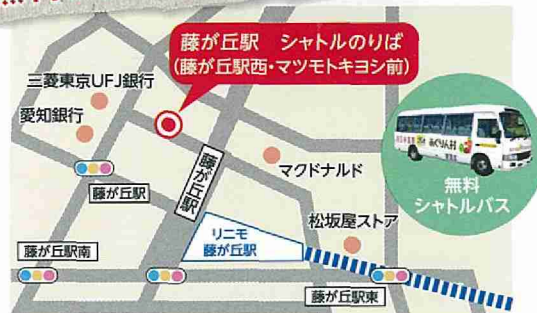 藤が丘駅 シャトルのりば
(藤が丘駅西・マツモトキヨシ前)
三菱東京UFJ銀行
愛知銀行
藤が丘駅
マクドナルド
無料
シャトルバス
藤が丘駅
松坂屋ストア
リニモ
藤が丘駅
藤が丘駅南
藤が丘駅東